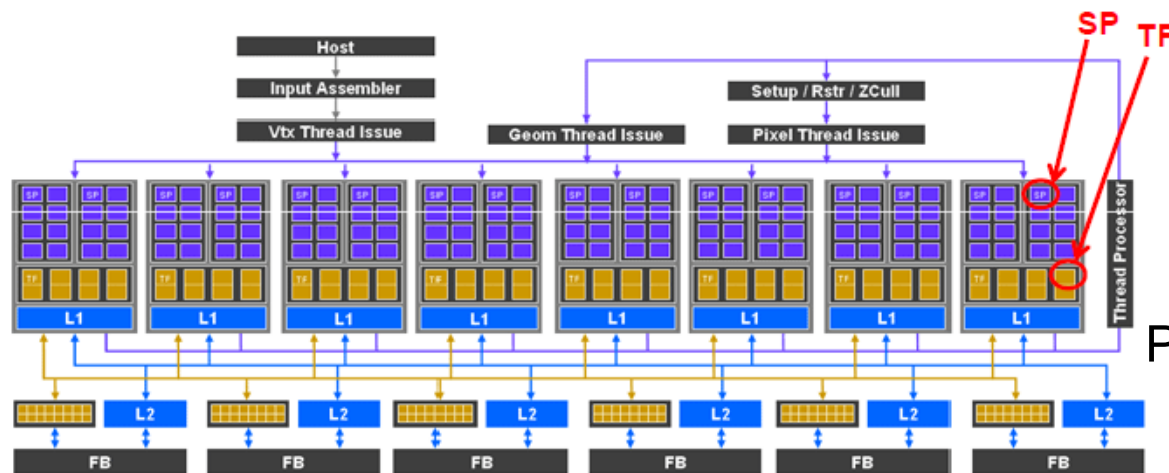 SP TF
Host
Input Assembler
Setup / Rstr / ZCull
Vtx Thread Issue
Geom Thread Issue
Pixel Thread Issue
SP SP SP SP SP SP SP SP SP SP SP SP SP SP SP SP
Thread Processor
TF TF TF TF TF TF TF TF
L1 L1 L1 L1 L1 L1 L1 L1
P
L2 L2 L2 L2 L2 L2
FB FB FB FB FB FB